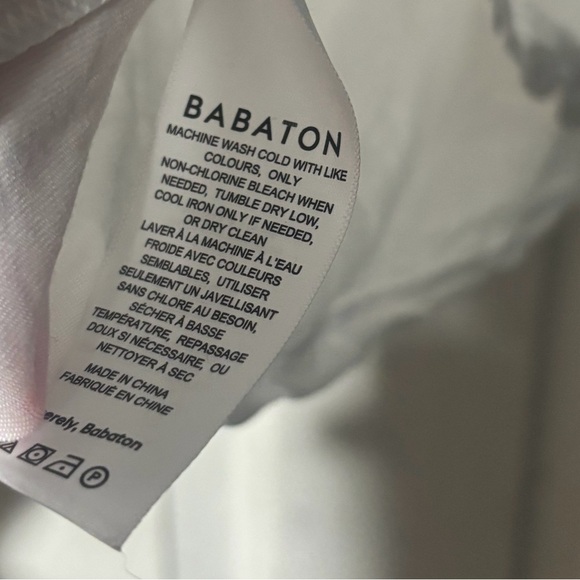 BABATON
MACHINE WASH COLD WITH LIKE
COLOURS, ONLY
NON-CHLORINE BLEACH WHEN
NEEDED, TUMBLE DRY LOW,
COOL IRON ONLY IF NEEDED,
OR DRY CLEAN
LAVER À LA MACHINE À L'EAU
FROIDE AVEC COULEURS
SEMBLABLES, UTILISER
SEULEMENT UN JAVELLISANT
SANS CHLORE AU BESOIN,
SÉCHER À BASSE
TEMPÉRATURE, REPASSAGE
DOUX SI NÉCESSAIRE, OU
NETTOYER À SEC
MADE IN CHINA
FABRIQUÉ EN CHINE
erely, Babaton
P